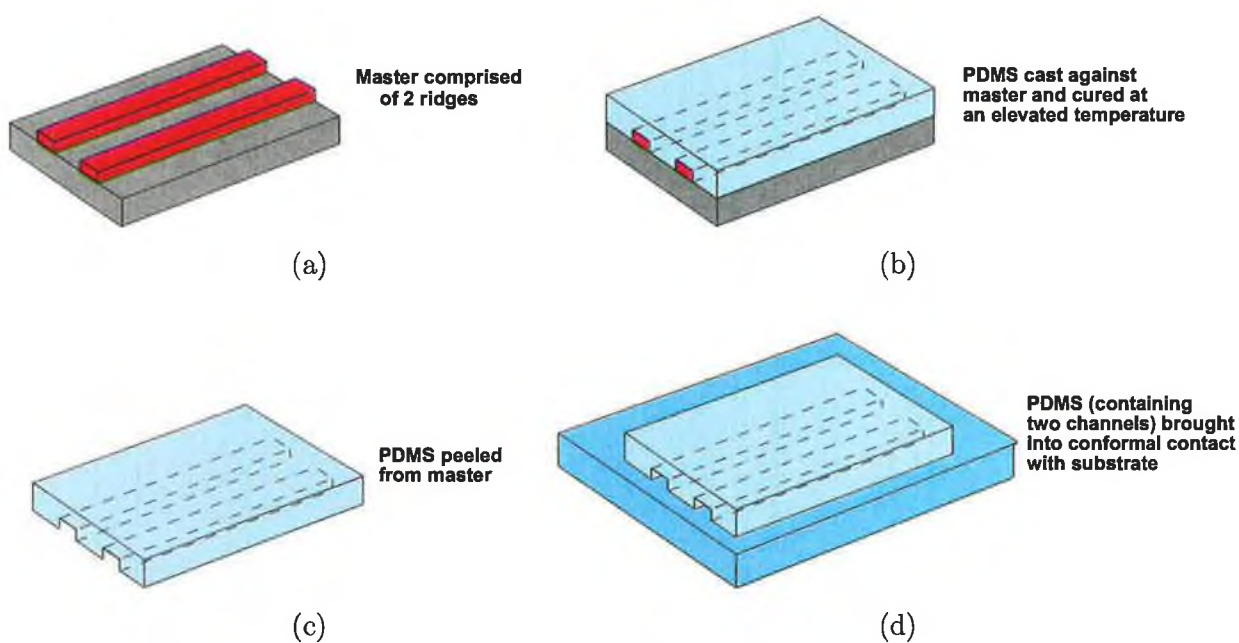 Master comprised
of 2 ridges
(a)
PDMS cast against
master and cured at
an elevated temperature
(b)
PDMS peeled
from master
(c)
PDMS (containing
two channels) brought
into conformal contact
with substrate
(d)